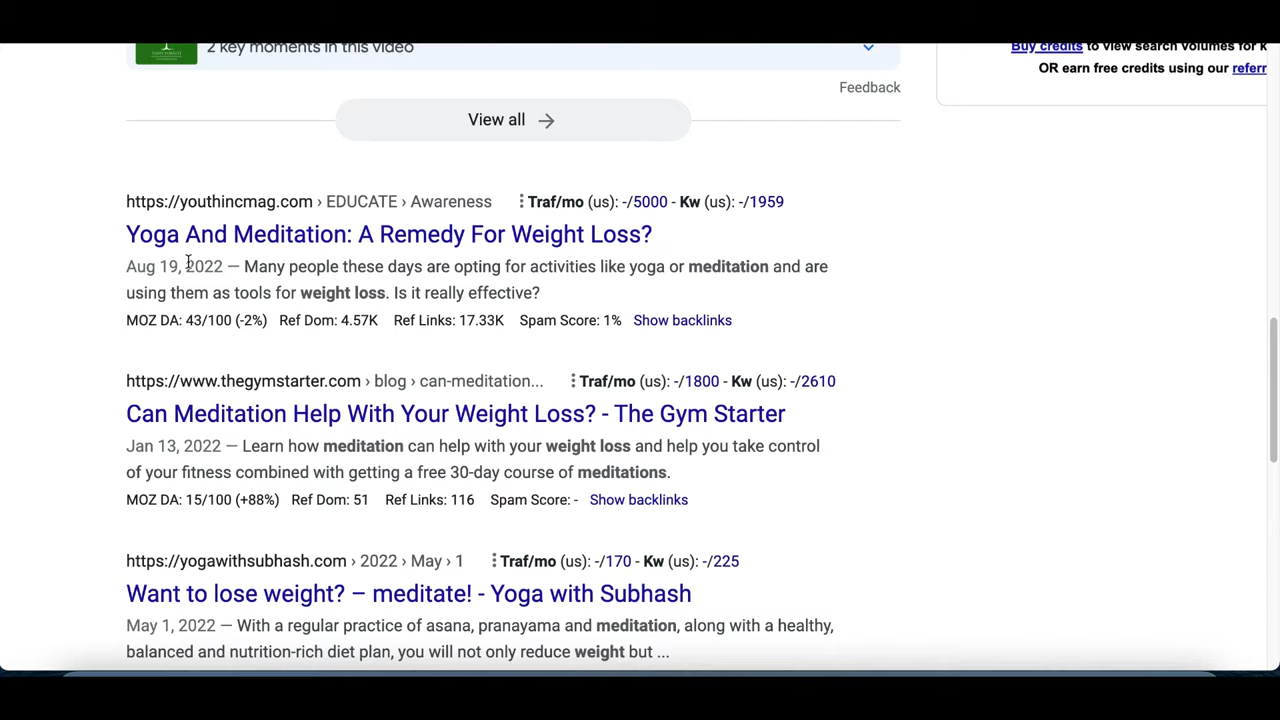 2 key moments in this video
Buy credits to view search volumes for k
OR earn free credits using our referr
Feedback
View all →
https://youthincmag.com › EDUCATE › Awareness ⋮Traf/mo (us): -/5000 - Kw (us): -/1959
Yoga And Meditation: A Remedy For Weight Loss?
Aug 19, 2022 — Many people these days are opting for activities like yoga or meditation and are
using them as tools for weight loss. Is it really effective?
MOZ DA: 43/100 (-2%) Ref Dom: 4.57K Ref Links: 17.33K Spam Score: 1% Show backlinks
https://www.thegymstarter.com › blog › can-meditation... ⋮Traf/mo (us): -/1800 - Kw (us): -/2610
Can Meditation Help With Your Weight Loss? - The Gym Starter
Jan 13, 2022 — Learn how meditation can help with your weight loss and help you take control
of your fitness combined with getting a free 30-day course of meditations.
MOZ DA: 15/100 (+88%) Ref Dom: 51 Ref Links: 116 Spam Score: - Show backlinks
https://yogawithsubhash.com › 2022 › May › 1 ⋮Traf/mo (us): -/170 - Kw (us): -/225
Want to lose weight? – meditate! - Yoga with Subhash
May 1, 2022 — With a regular practice of asana, pranayama and meditation, along with a healthy,
balanced and nutrition-rich diet plan, you will not only reduce weight but ...